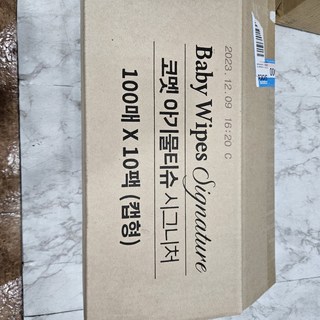 2023.12.09 16:20 C
Baby Wipes Signature
코멧 아기물티슈 시그니처
100매 X 10팩 (캡형)